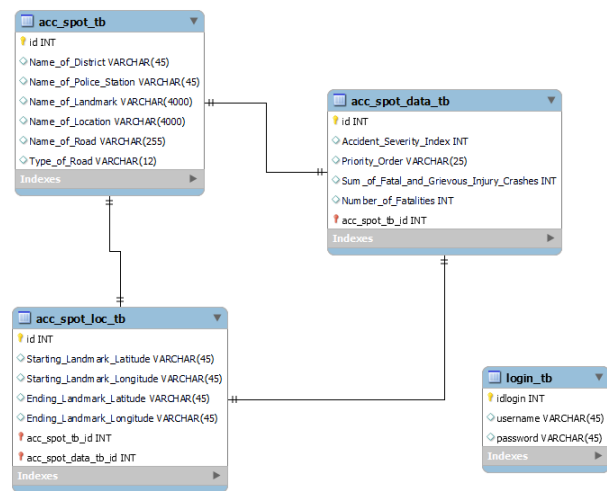 acc_spot_tb
id INT
Name_of_District VARCHAR(45)
Name_of_Police_Station VARCHAR(45)
Name_of_Landmark VARCHAR(4000)
Name_of_Location VARCHAR(4000)
Name_of_Road VARCHAR(255)
Type_of_Road VARCHAR(12)
Indexes
acc_spot_data_tb
id INT
Accident_Severity_Index INT
Priority_Order VARCHAR(25)
Sum_of_Fatal_and_Grievous_Injury_Crashes INT
Number_of_Fatalities INT
acc_spot_tb_id INT
Indexes
acc_spot_loc_tb
id INT
Starting_Landmark_Latitude VARCHAR(45)
Starting_Landmark_Longitude VARCHAR(45)
Ending_Landmark_Latitude VARCHAR(45)
Ending_Landmark_Longitude VARCHAR(45)
acc_spot_tb_id INT
acc_spot_data_tb_id INT
Indexes
login_tb
idlogin INT
username VARCHAR(45)
password VARCHAR(45)
Indexes